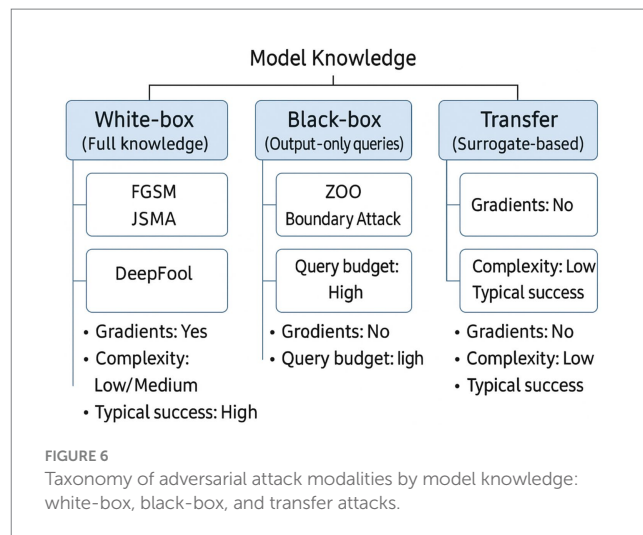 Model Knowledge
White-box
(Full knowledge)
FGSM
JSMA
DeepFool
• Gradients: Yes
• Complexity:
Low/Medium
• Typical success: High
Black-box
(Output-only queries)
ZOO
Boundary Attack
Query budget:
High
• Grodients: No
• Query budget: ligh
Transfer
(Surrogate-based)
Gradients: No
Complexity: Low
Typical success
• Gradients: No
• Complexity: Low
• Typical success
FIGURE 6
Taxonomy of adversarial attack modalities by model knowledge:
white-box, black-box, and transfer attacks.